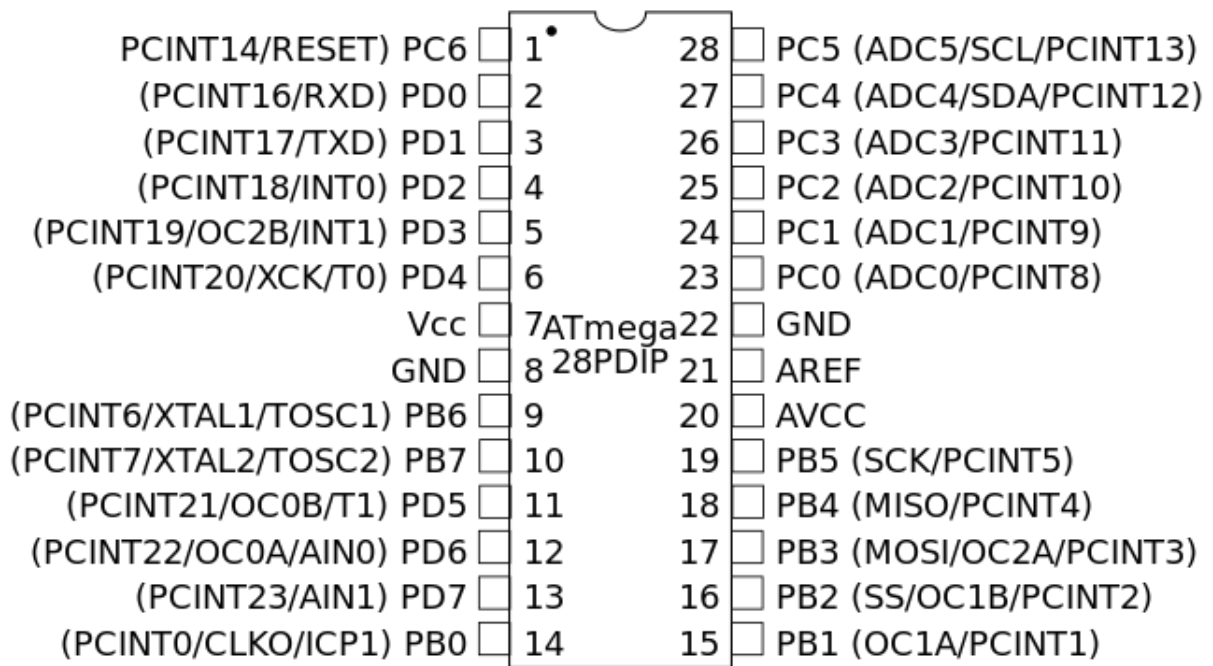 PCINT14/RESET) PC6 1 28 PC5 (ADC5/SCL/PCINT13)
(PCINT16/RXD) PD0 2 27 PC4 (ADC4/SDA/PCINT12)
(PCINT17/TXD) PD1 3 26 PC3 (ADC3/PCINT11)
(PCINT18/INT0) PD2 4 25 PC2 (ADC2/PCINT10)
(PCINT19/OC2B/INT1) PD3 5 24 PC1 (ADC1/PCINT9)
(PCINT20/XCK/T0) PD4 6 23 PC0 (ADC0/PCINT8)
Vcc 7 ATmega 22 GND
GND 8 28PDIP 21 AREF
(PCINT6/XTAL1/TOSC1) PB6 9 20 AVCC
(PCINT7/XTAL2/TOSC2) PB7 10 19 PB5 (SCK/PCINT5)
(PCINT21/OC0B/T1) PD5 11 18 PB4 (MISO/PCINT4)
(PCINT22/OC0A/AIN0) PD6 12 17 PB3 (MOSI/OC2A/PCINT3)
(PCINT23/AIN1) PD7 13 16 PB2 (SS/OC1B/PCINT2)
(PCINT0/CLKO/ICP1) PB0 14 15 PB1 (OC1A/PCINT1)